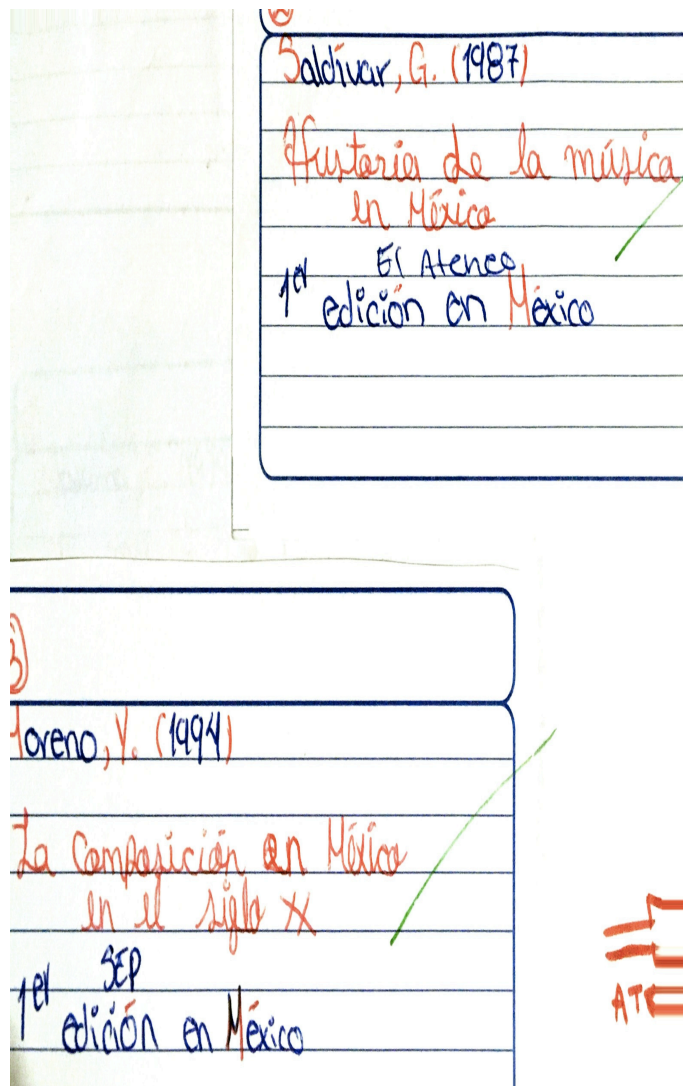 Saldívar, G. (1987)
Historia de la música
en México
El Ateneo
1er edición en México
3
Moreno, Y. (1994)
La Composición en México
en el siglo XX
SEP
1er edición en México